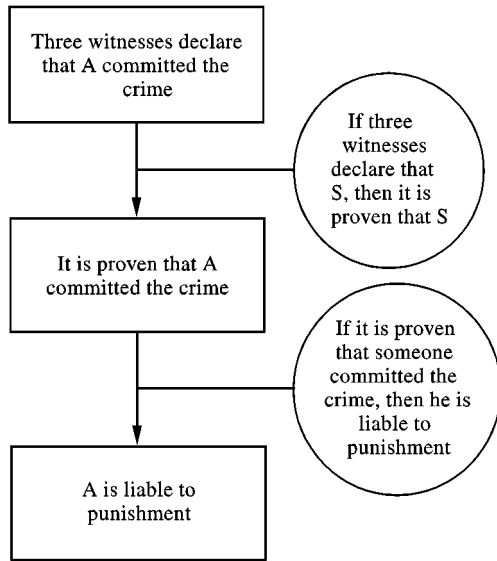 Three witnesses declare
that A committed the
crime
If three
witnesses
declare that
S, then it is
proven that S
It is proven that A
committed the crime
If it is proven
that someone
committed the
crime, then he is
liable to
punishment
A is liable to
punishment